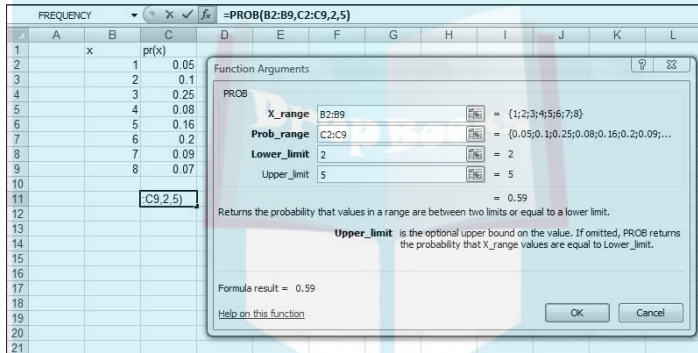 FREQUENCY =PROB(B2:B9,C2:C9,2,5)
A B C D E F G H I J K L
1 x pr(x)
2 1 0.05
3 2 0.1
4 3 0.25
5 4 0.08
6 5 0.16
7 6 0.2
8 7 0.09
9 8 0.07
10
11 :C9,2,5)
12
13
14
15
16
17
18
19
20
21
Function Arguments
PROB
X_range B2:B9 = {1;2;3;4;5;6;7;8}
Prob_range C2:C9 = {0.05;0.1;0.25;0.08;0.16;0.2;0.09;...
Lower_limit 2 = 2
Upper_limit 5 = 5
= 0.59
Returns the probability that values in a range are between two limits or equal to a lower limit.
Upper_limit is the optional upper bound on the value. If omitted, PROB returns
the probability that X_range values are equal to Lower_limit.
Formula result = 0.59
Help on this function
OK Cancel